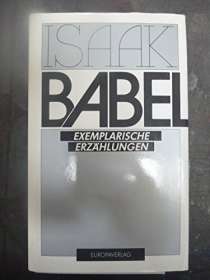 ISAAK
BABEL
EXEMPLARISCHE
ERZÄHLUNGEN
EUROPAVERLAG